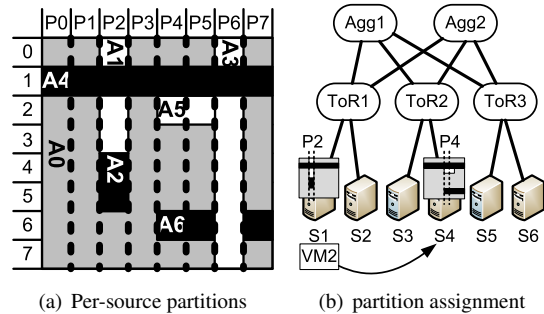 P0 P1 P2 P3 P4 P5 P6 P7
0
1
2
3
4
5
6
7
A1
A3
A4
A5
A0
A2
A6
(a) Per-source partitions
Agg1 Agg2
ToR1 ToR2 ToR3
P2 P4
S1 S2 S3 S4 S5 S6
VM2
(b) partition assignment